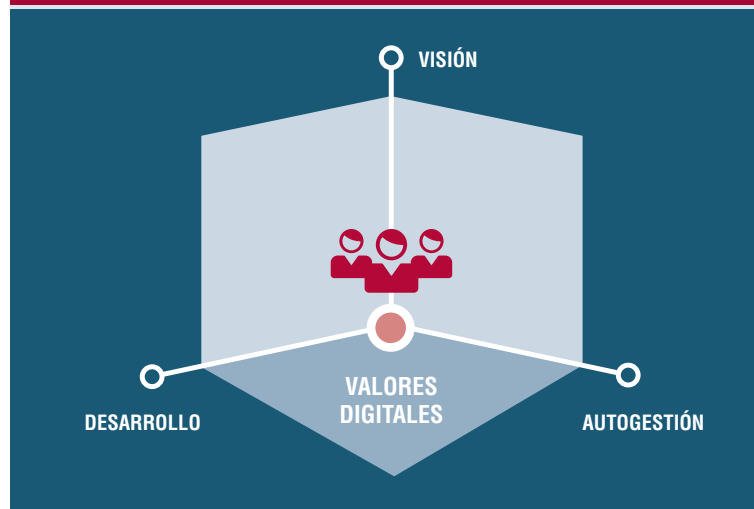 VISIÓN
VALORES
DIGITALES
DESARROLLO
AUTOGESTIÓN